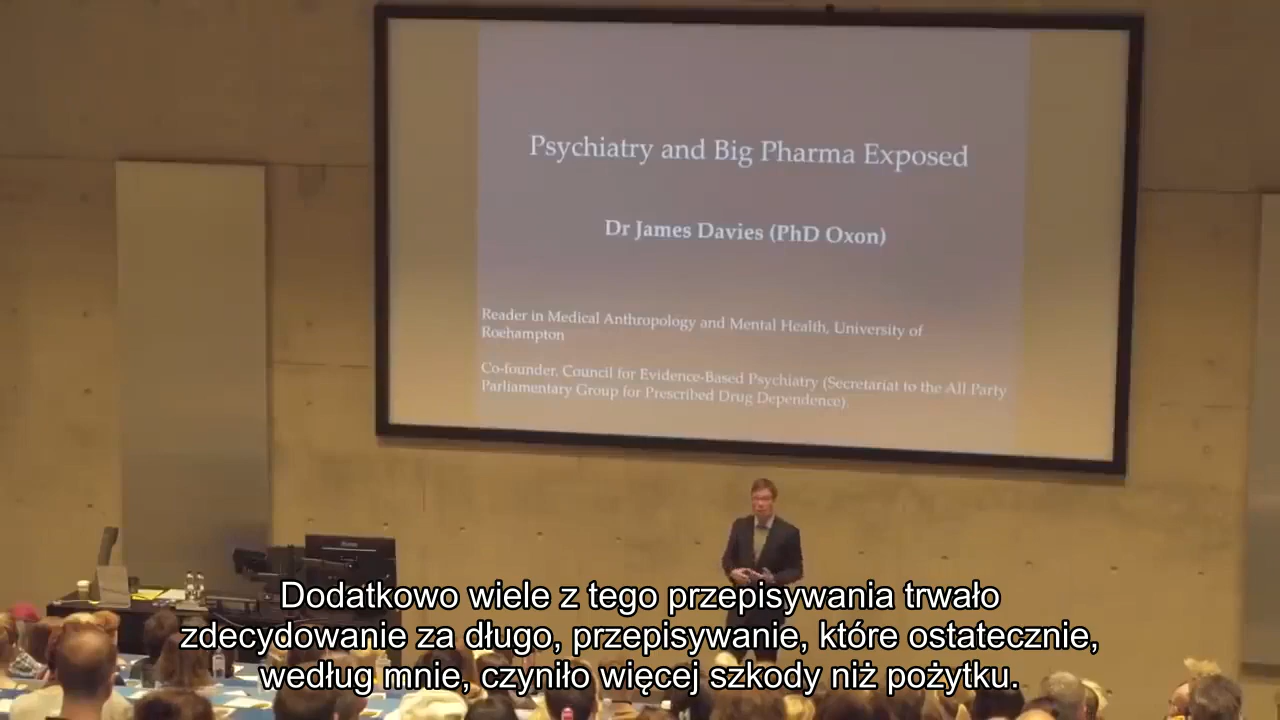 Psychiatry and Big Pharma Exposed
Dr James Davies (PhD Oxon)
Reader in Medical Anthropology and Mental Health, University of
Roehampton
Co-founder, Council for Evidence-Based Psychiatry (Secretariat to the All Party
Parliamentary Group for Prescribed Drug Dependence).
Dodatkowo wiele z tego przepisywania trwało
zdecydowanie za długo, przepisywanie, które ostatecznie,
według mnie, czyniło więcej szkody niż pożytku.